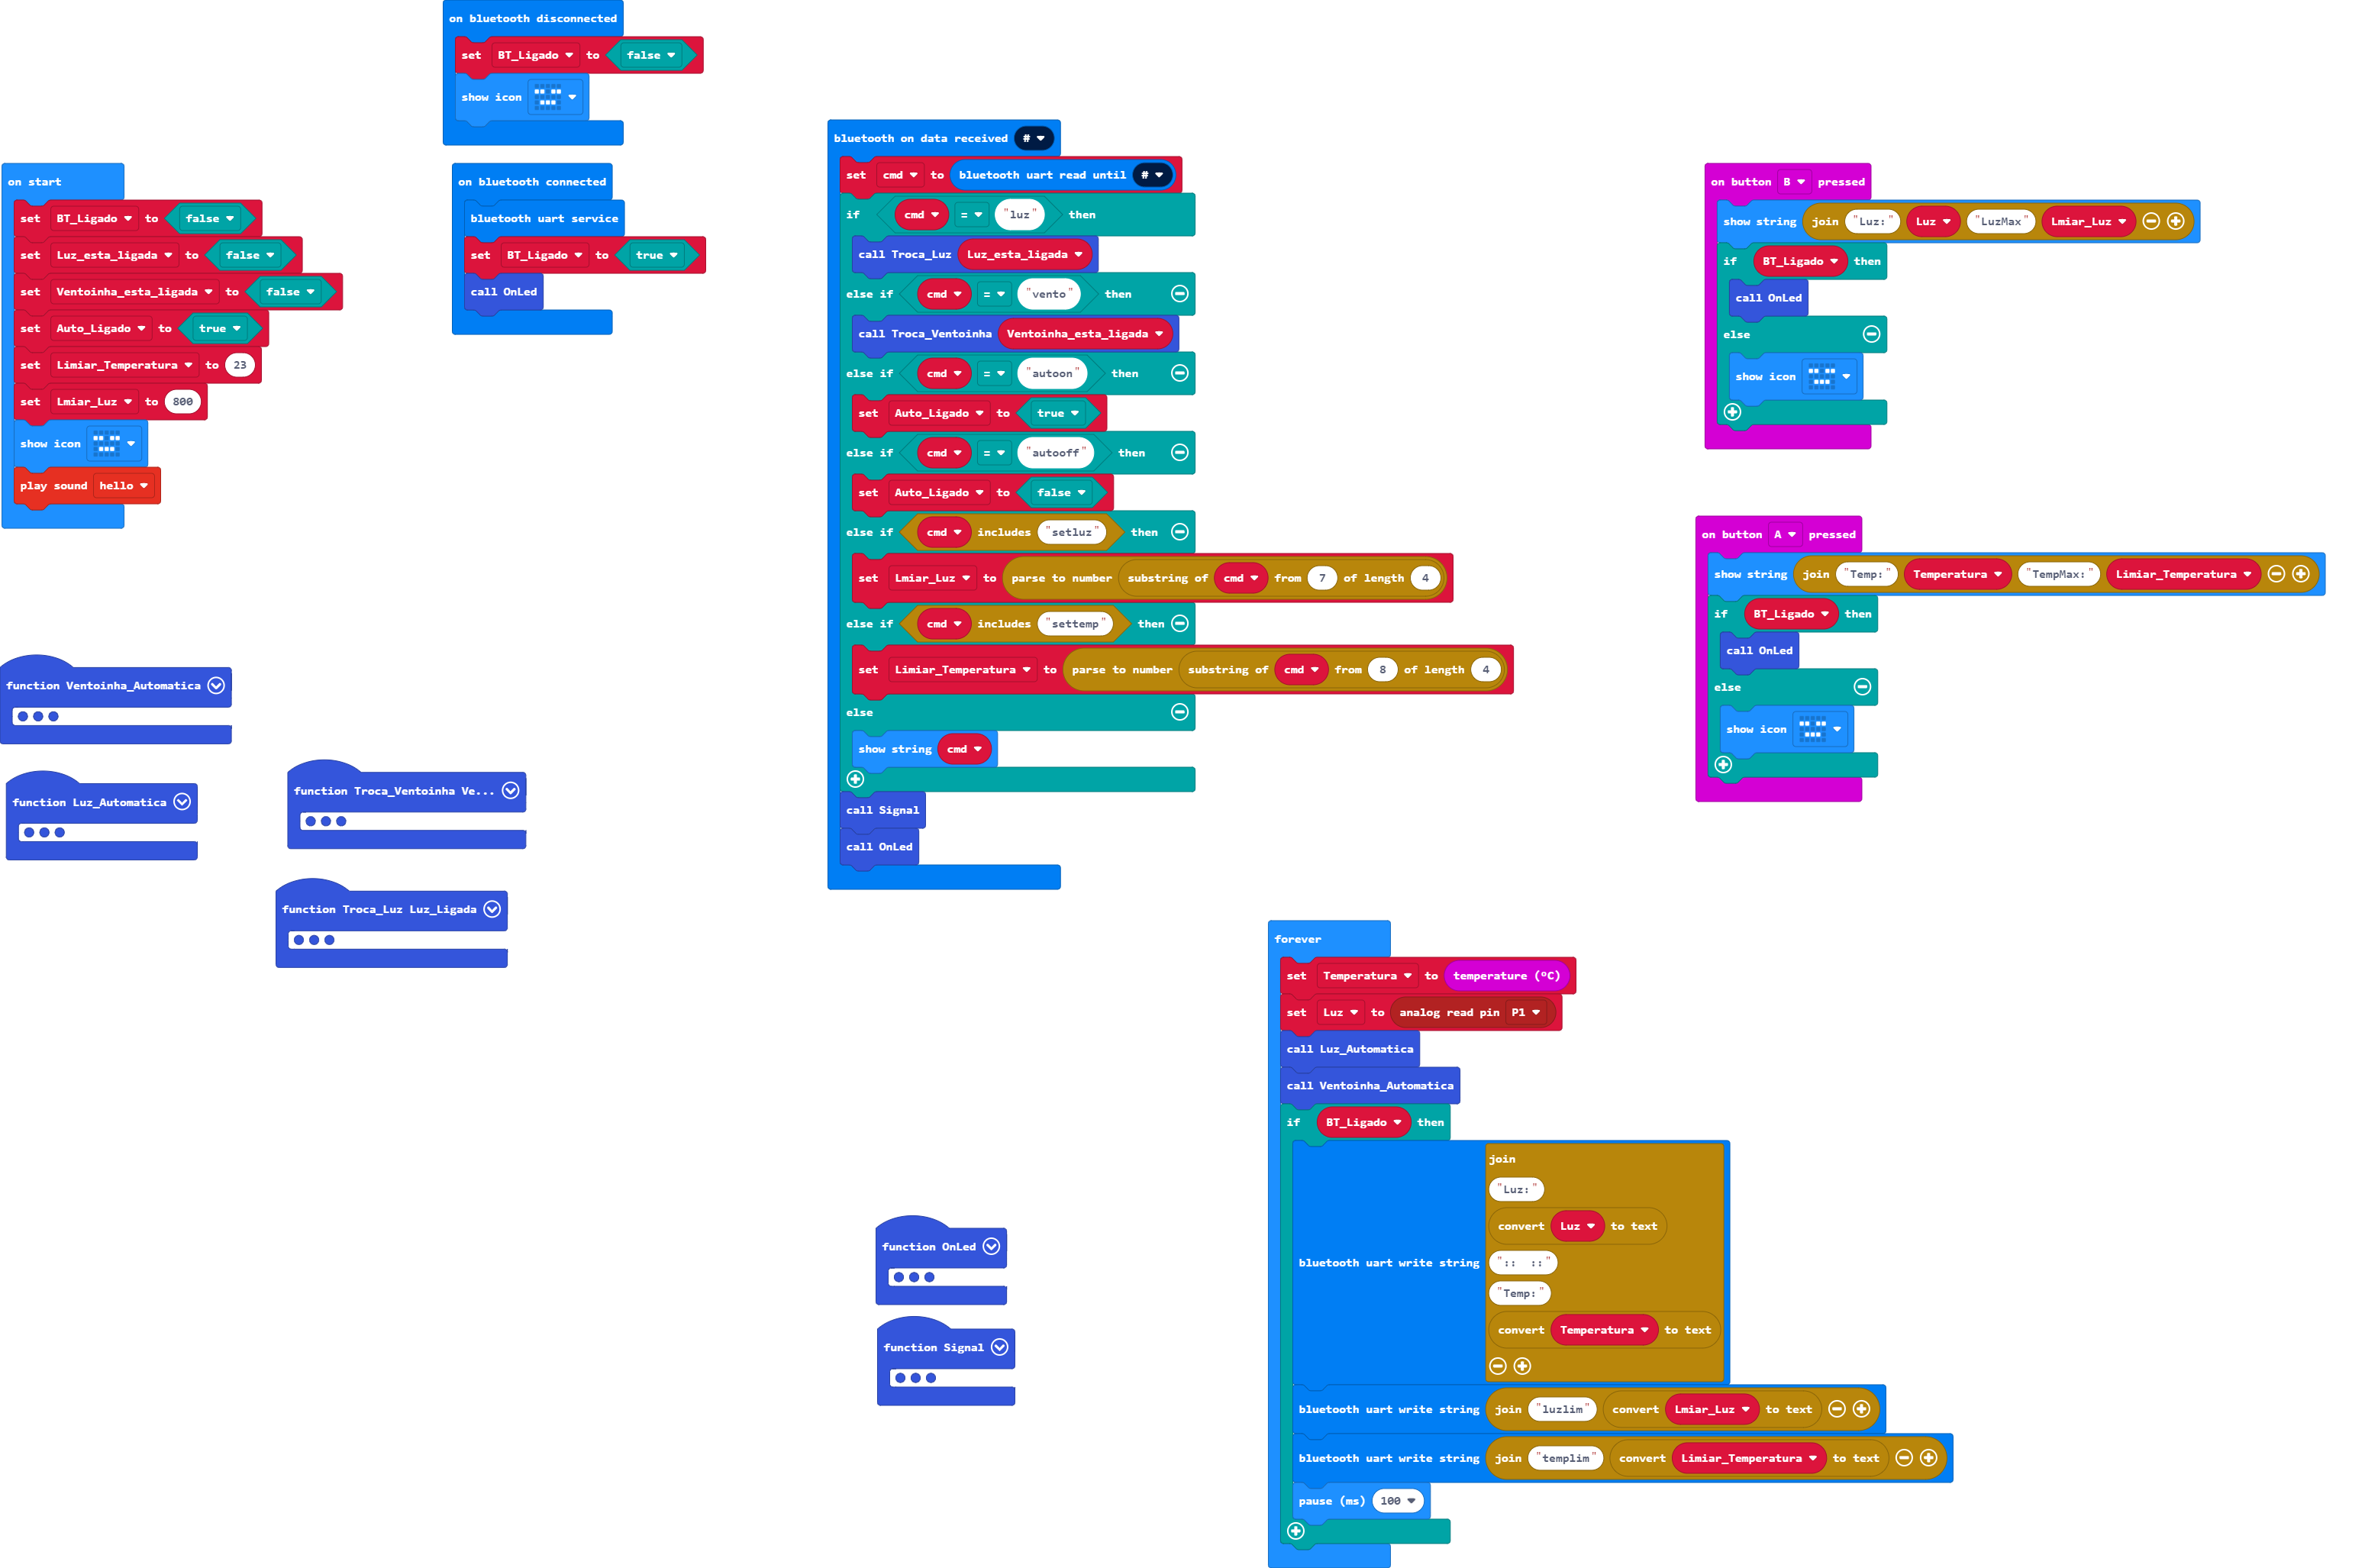 on bluetooth disconnected
set BT_Ligado to false
show icon
on start
set BT_Ligado to false
set Luz_esta_ligada to false
set Ventoinha_esta_ligada to false
set Auto_Ligado to true
set Limiar_Temperatura to 23
set Lmiar_Luz to 800
show icon
play sound hello
on bluetooth connected
bluetooth uart service
set BT_Ligado to true
call OnLed
bluetooth on data received #
set cmd to bluetooth uart read until #
if cmd = "luz" then
call Troca_Luz Luz_esta_ligada
else if cmd = "vento" then
call Troca_Ventoinha Ventoinha_esta_ligada
else if cmd = "autoon" then
set Auto_Ligado to true
else if cmd = "autooff" then
set Auto_Ligado to false
else if cmd includes "setluz" then
set Lmiar_Luz to parse to number substring of cmd from 7 of length 4
else if cmd includes "settemp" then
set Limiar_Temperatura to parse to number substring of cmd from 8 of length 4
else
show string cmd
call Signal
call OnLed
on button B pressed
show string join "Luz:" Luz "LuzMax" Lmiar_Luz
if BT_Ligado then
call OnLed
else
show icon
on button A pressed
show string join "Temp:" Temperatura "TempMax:" Limiar_Temperatura
if BT_Ligado then
call OnLed
else
show icon
function Ventoinha_Automatica
function Luz_Automatica
function Troca_Ventoinha Ve...
function Troca_Luz Luz_Ligada
forever
set Temperatura to temperature (ºC)
set Luz to analog read pin P1
call Luz_Automatica
call Ventoinha_Automatica
if BT_Ligado then
bluetooth uart write string
join
"Luz:"
convert Luz to text
":: ::"
"Temp:"
convert Temperatura to text
bluetooth uart write string join "luzlim" convert Lmiar_Luz to text
bluetooth uart write string join "templim" convert Limiar_Temperatura to text
pause (ms) 100
function OnLed
function Signal